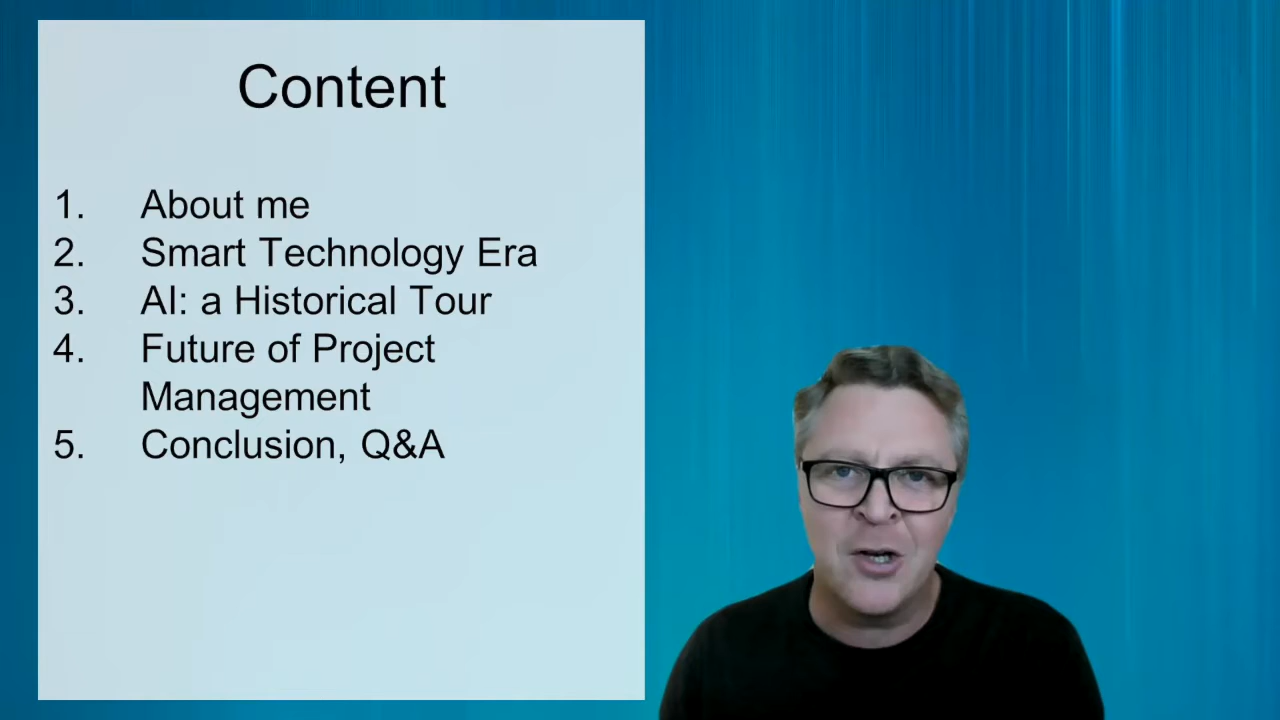 Content
1. About me
2. Smart Technology Era
3. AI: a Historical Tour
4. Future of Project
Management
5. Conclusion, Q&A